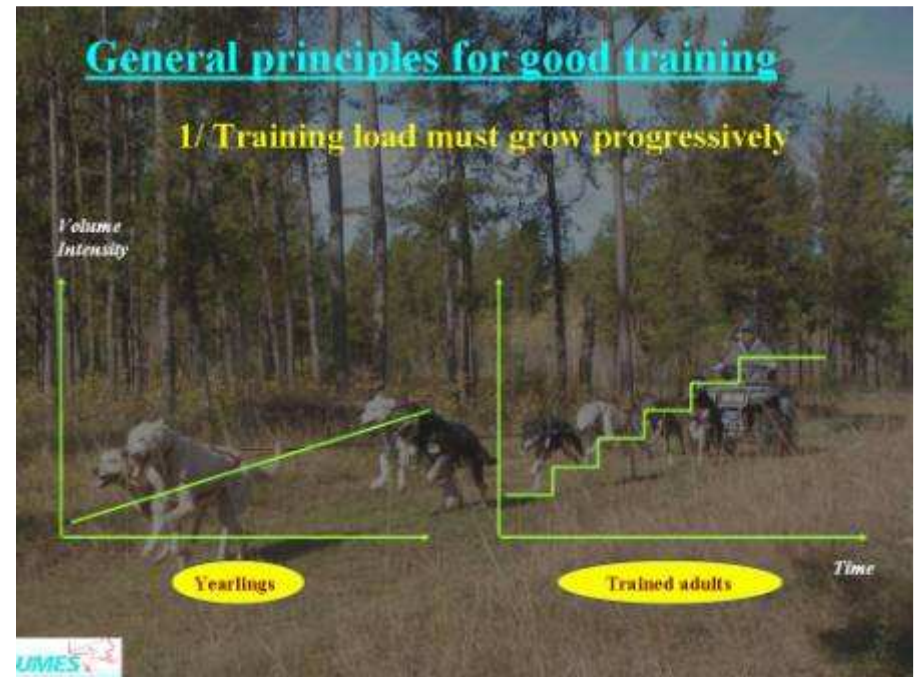 General principles for good training
1/ Training load must grow progressively
Volume
Intensity
Yearlings
Trained adults
Time
UMES